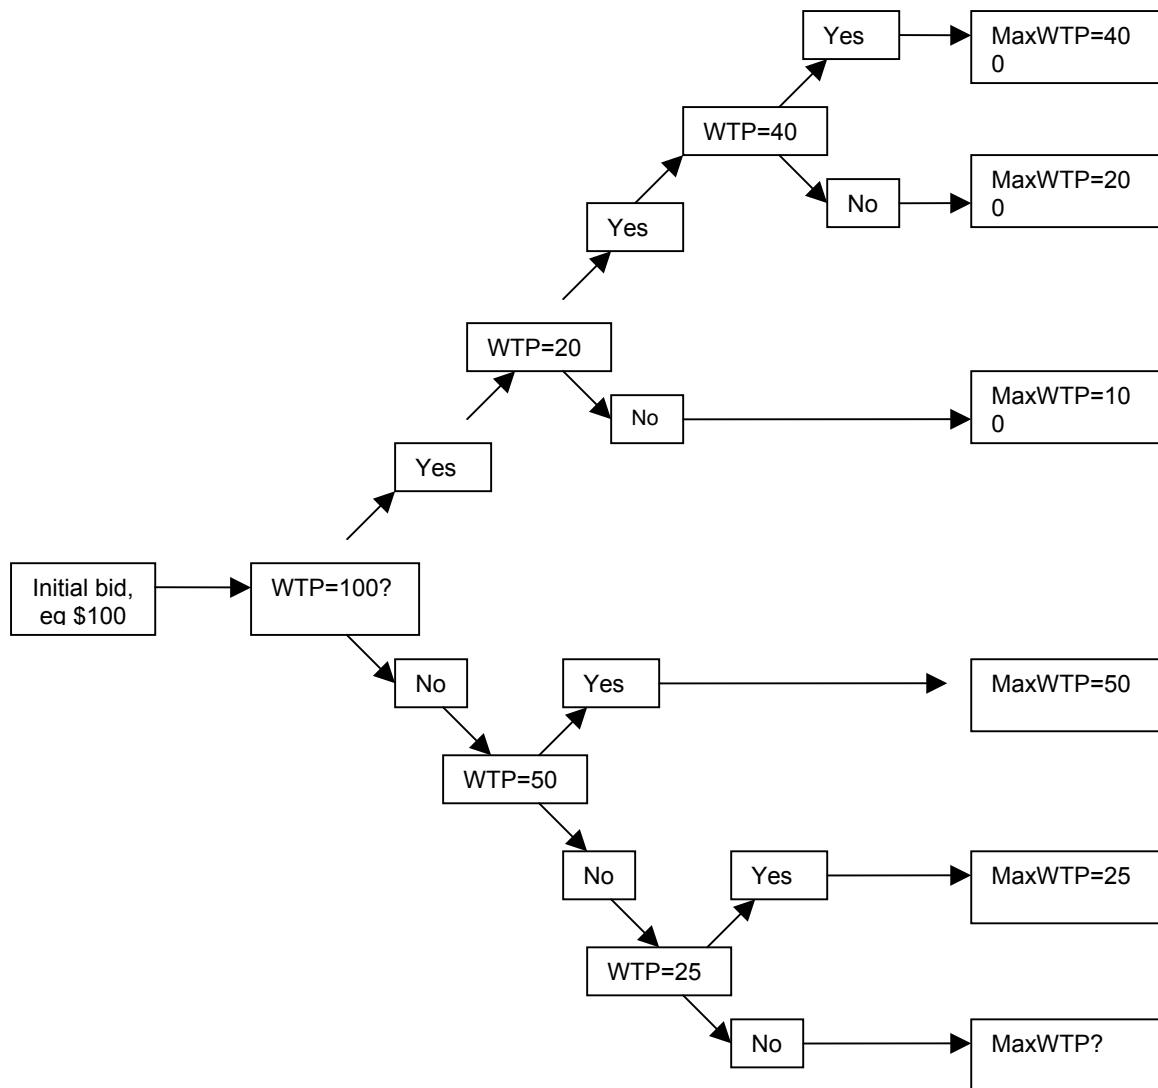 Yes
MaxWTP=40
0
WTP=40
No
MaxWTP=20
0
Yes
WTP=20
No
MaxWTP=10
0
Yes
Initial bid,
eg $100
WTP=100?
No
Yes
MaxWTP=50
WTP=50
No
Yes
MaxWTP=25
WTP=25
No
MaxWTP?